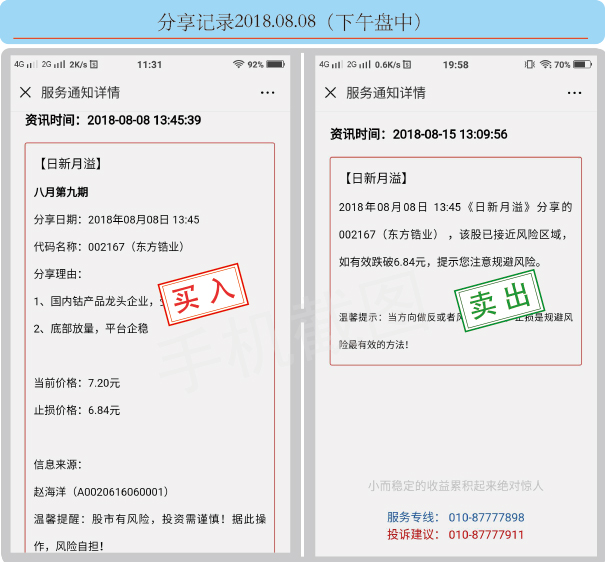 分享记录2018.08.08（下午盘中）
4G 2G 2K/s 11:31 92%
服务通知详情
资讯时间：2018-08-08 13:45:39
【日新月溢】
八月第九期
分享日期：2018年08月08日 13:45
代码名称：002167（东方锆业）
分享理由：
1、国内钴产品龙头企业，
2、底部放量，平台企稳
买入
当前价格：7.20元
止损价格：6.84元
信息来源：
赵海洋（A0020616060001）
温馨提醒：股市有风险，投资需谨慎！据此操
作，风险自担！
4G 2G 0.6K/s 19:58 70%
服务通知详情
资讯时间：2018-08-15 13:09:56
【日新月溢】
2018年08月08日 13:45《日新月溢》分享的
002167（东方锆业），该股已接近风险区域，
如有效跌破6.84元，提示您注意规避风险。
卖出
温馨提示：当方向做反或者 止损是规避风
险最有效的方法！
小而稳定的收益累积起来绝对惊人
服务专线： 010-87777898
投诉建议： 010-87777911
手机截图